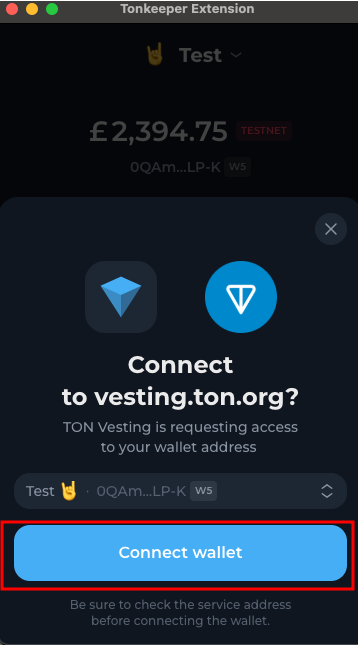 Tonkeeper Extension
🤘 Test
£2,394.75 TESTNET
0QAm...LP-K W5
Connect
to vesting.ton.org?
TON Vesting is requesting access
to your wallet address
Test 🤘 · 0QAm...LP-K W5
Connect wallet
Be sure to check the service address
before connecting the wallet.